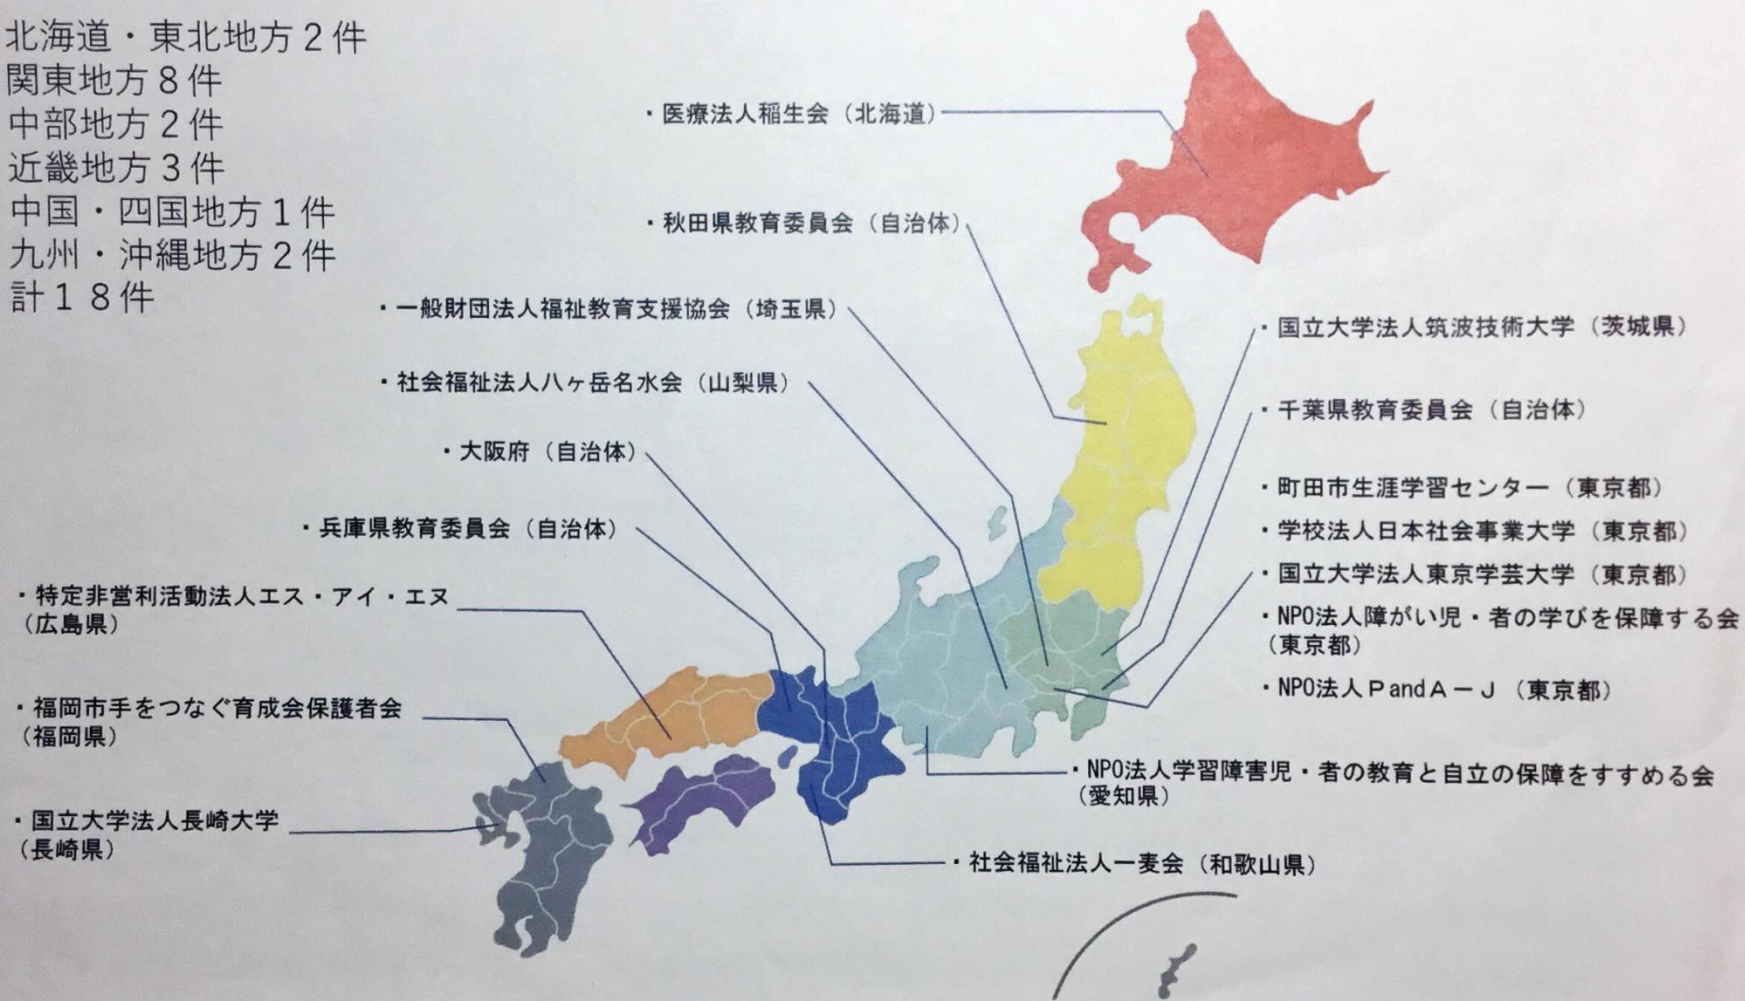 北海道・東北地方２件
関東地方８件
中部地方２件
近畿地方３件
中国・四国地方１件
九州・沖縄地方２件
計１８件
・医療法人稲生会（北海道）
・秋田県教育委員会（自治体）
・一般財団法人福祉教育支援協会（埼玉県）
・社会福祉法人八ヶ岳名水会（山梨県）
・大阪府（自治体）
・兵庫県教育委員会（自治体）
・特定非営利活動法人エス・アイ・エヌ
（広島県）
・福岡市手をつなぐ育成会保護者会
（福岡県）
・国立大学法人長崎大学
（長崎県）
・国立大学法人筑波技術大学（茨城県）
・千葉県教育委員会（自治体）
・町田市生涯学習センター（東京都）
・学校法人日本社会事業大学（東京都）
・国立大学法人東京学芸大学（東京都）
・NPO法人障がい児・者の学びを保障する会
（東京都）
・NPO法人ＰandＡ－Ｊ（東京都）
・NPO法人学習障害児・者の教育と自立の保障をすすめる会
（愛知県）
・社会福祉法人一麦会（和歌山県）